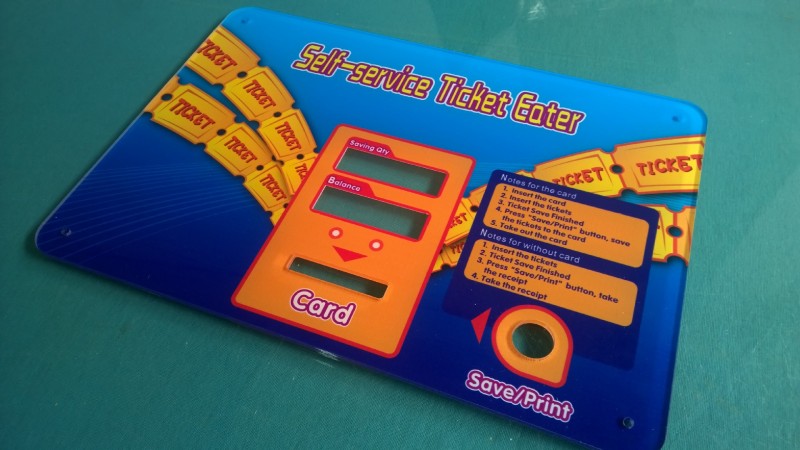 Self-service Ticket Eater
TICKET
TICKET
TICKET
TICKET
TICKET
TICKET
TICKET
TICKET
TICKET
Saving Qty
Balance
Card
Notes for the card
1. Insert the card
2. Insert the tickets
3. Ticket Save Finished
4. Press "Save/Print" button, save
the tickets to the card
5. Take out the card
Notes for without card
1. Insert the tickets
2. Ticket Save Finished
3. Press "Save/Print" button, take
the receipt
4. Take the receipt
Save/Print